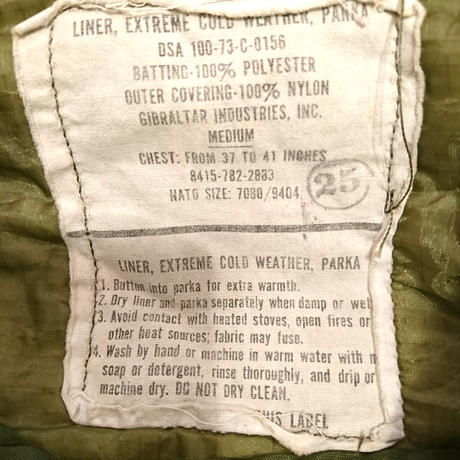 LINER, EXTREME COLD WEATHER, PARKA
DSA 100-73-C-0156
BATTING-100% POLYESTER
OUTER COVERING-100% NYLON
GIBRALTAR INDUSTRIES, INC.
MEDIUM
CHEST: FROM 37 TO 41 INCHES
8415-782-2883
NATO SIZE: 7080/9404
25
LINER, EXTREME COLD WEATHER, PARKA
1. Button into parka for extra warmth.
2. Dry liner and parka separately when damp or wet
3. Avoid contact with heated stoves, open fires or
other heat sources; fabric may fuse.
4. Wash by hand or machine in warm water with
soap or detergent, rinse thoroughly, and drip or
machine dry. DO NOT DRY CLEAN.
THIS LABEL